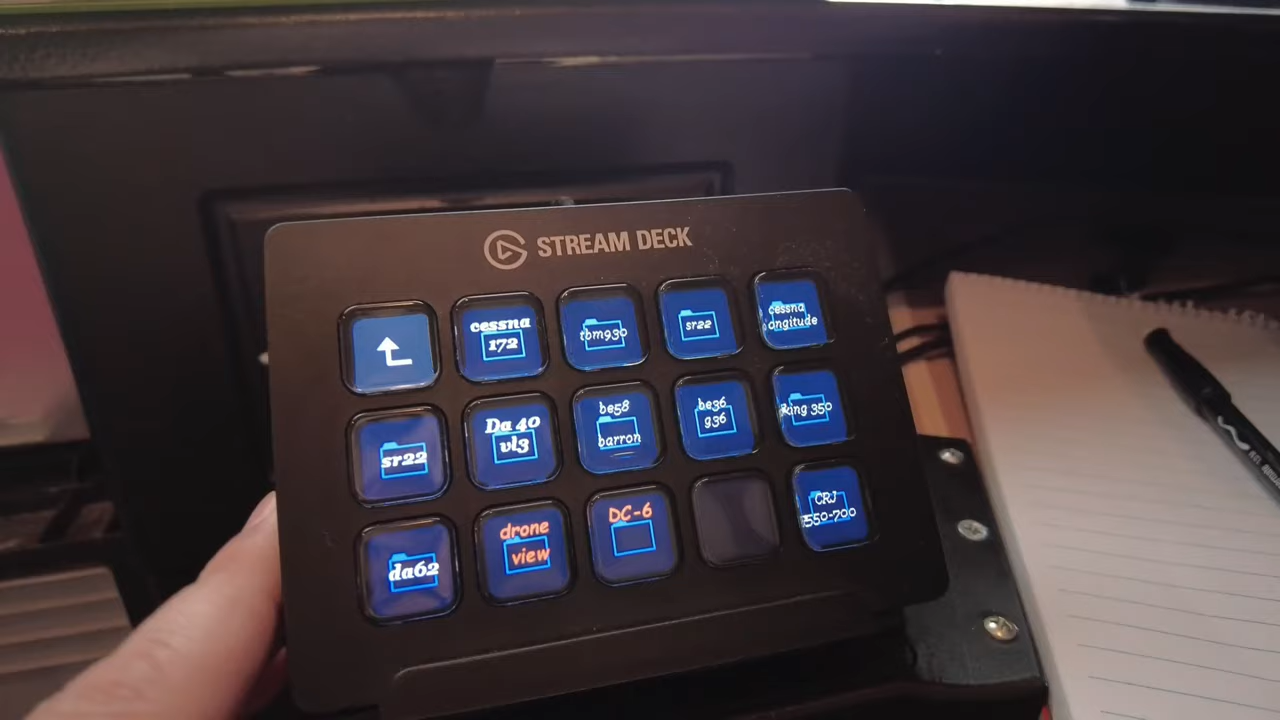 STREAM DECK
cessna
172
tbm930
sr22
cessna
longitude
sr22
Da 40
vl3
be58
barron
be36
g36
king 350
da62
drone
view
DC-6
CRJ
550-700